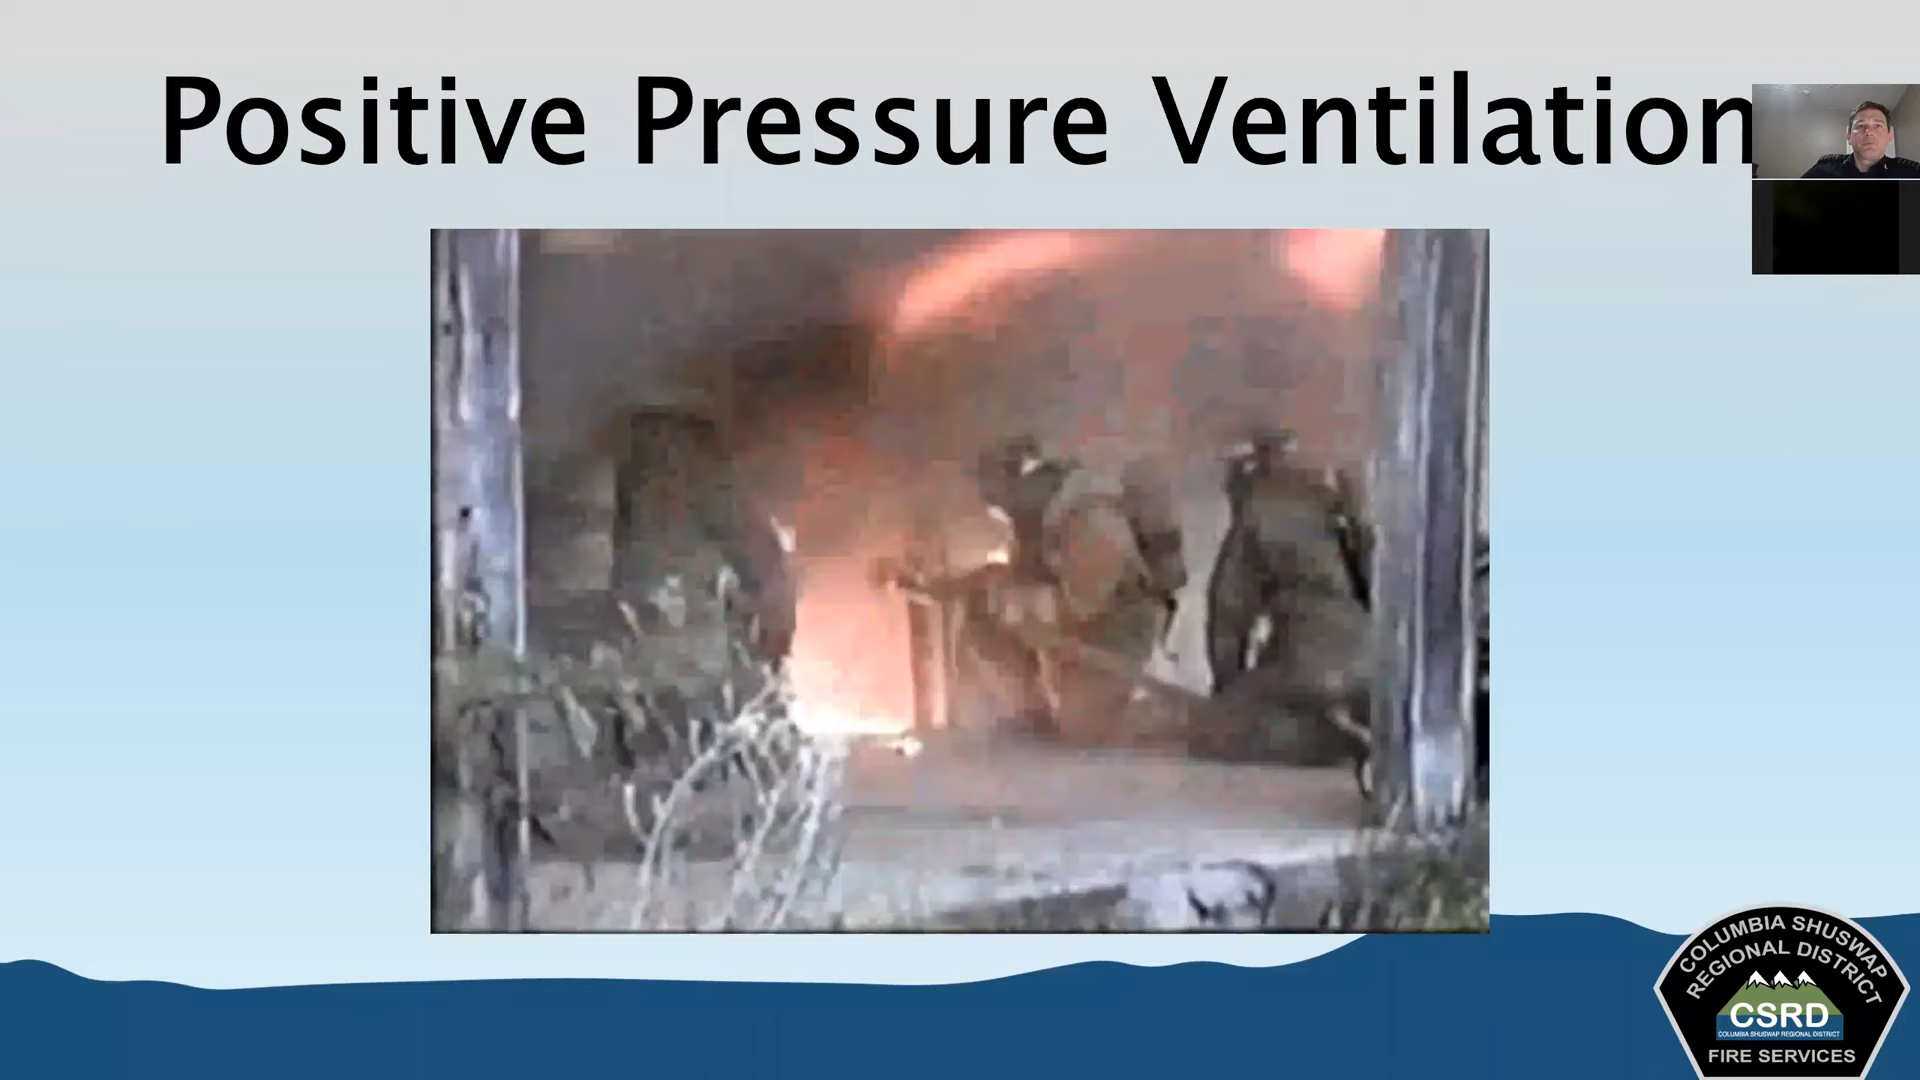 Positive Pressure Ventilation
COLUMBIA SHUSWAP
REGIONAL DISTRICT
CSRD
COLUMBIA SHUSWAP REGIONAL DISTRICT
FIRE SERVICES